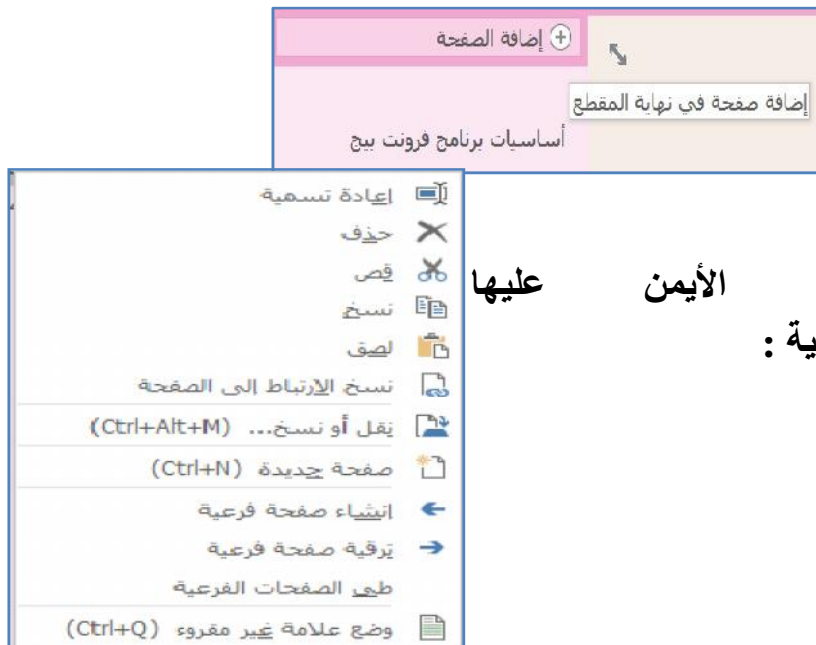 إضافة الصفحة
إضافة صفحة في نهاية المقطع
أساسيات برنامج فرونت بيج
إعادة تسمية
حذف
قص
نسخ
لصق
نسخ الارتباط إلى الصفحة
نقل أو نسخ... (Ctrl+Alt+M)
صفحة جديدة (Ctrl+N)
إنشاء صفحة فرعية
ترقية صفحة فرعية
طي الصفحات الفرعية
وضع علامة غير مقروء (Ctrl+Q)
الأيمن عليها
ية :